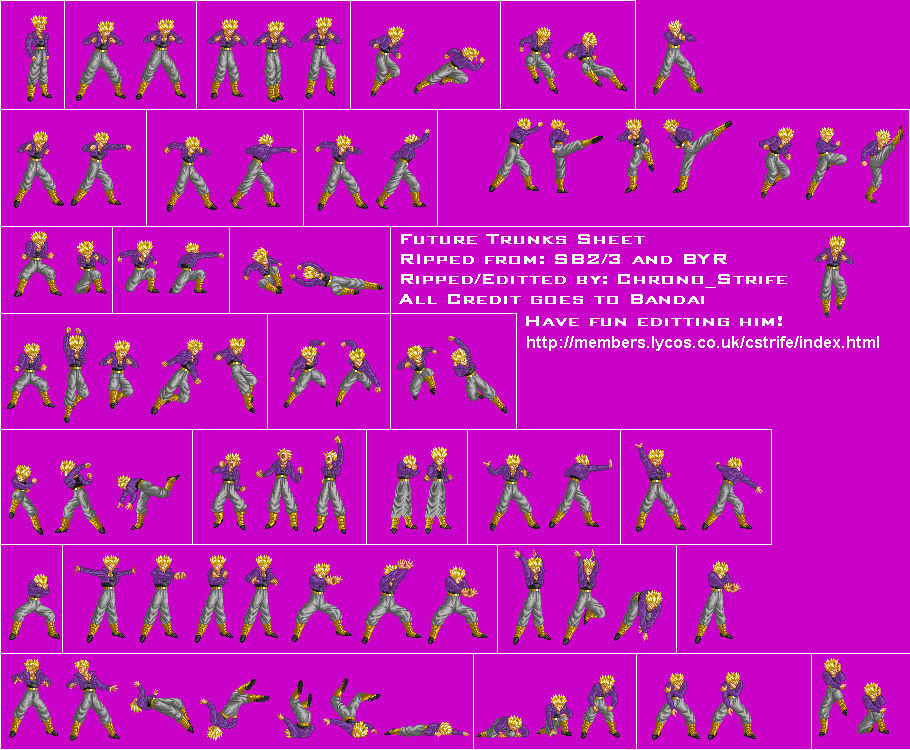 Future Trunks Sheet
Ripped from: SB2/3 and BYR
Ripped/Editted by: Chrono_Strife
All Credit goes to Bandai
Have fun editting him!
http://members.lycos.co.uk/cstrife/index.html